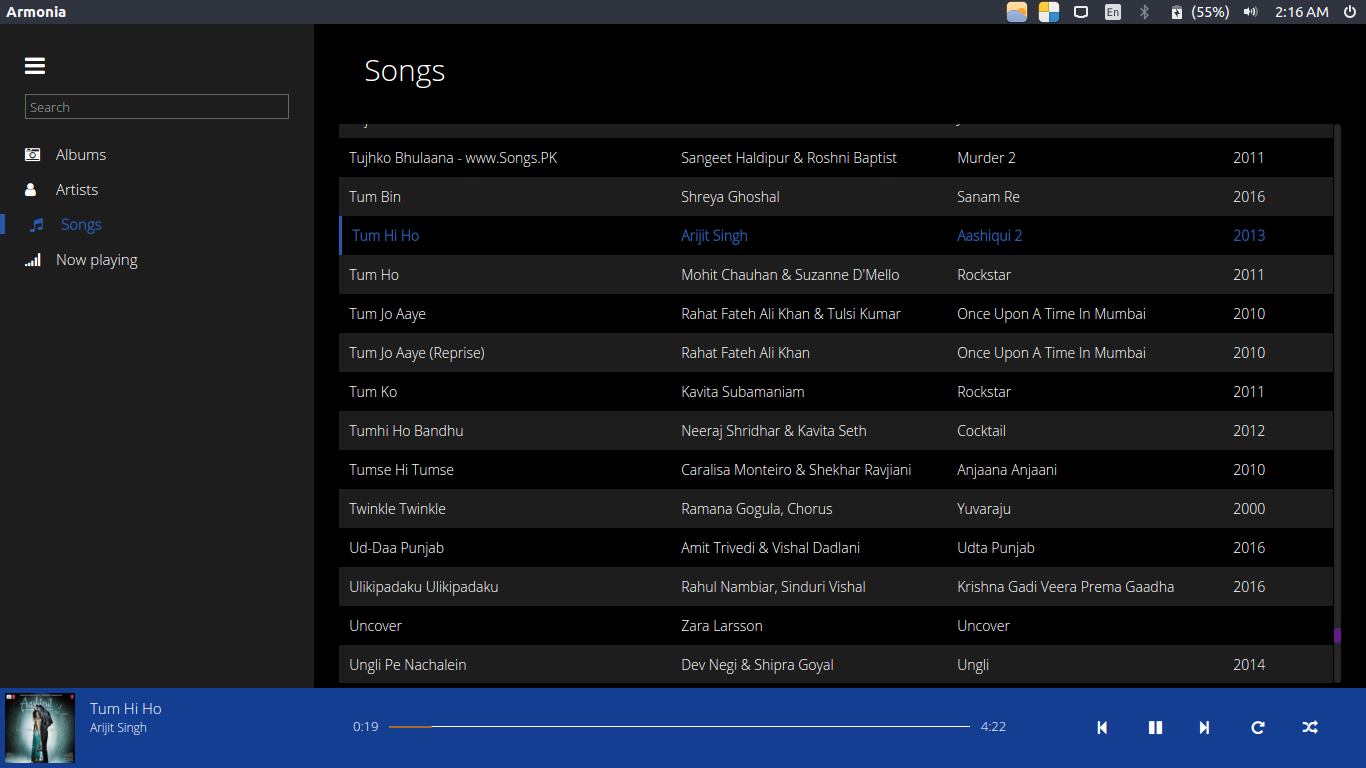 Armonia
En
(55%)
2:16 AM
Songs
Search
Albums
Artists
Songs
Now playing
Tujhko Bhulaana - www.Songs.PK Sangeet Haldipur & Roshni Baptist Murder 2 2011
Tum Bin Shreya Ghoshal Sanam Re 2016
Tum Hi Ho Arijit Singh Aashiqui 2 2013
Tum Ho Mohit Chauhan & Suzanne D'Mello Rockstar 2011
Tum Jo Aaye Rahat Fateh Ali Khan & Tulsi Kumar Once Upon A Time In Mumbai 2010
Tum Jo Aaye (Reprise) Rahat Fateh Ali Khan Once Upon A Time In Mumbai 2010
Tum Ko Kavita Subamaniam Rockstar 2011
Tumhi Ho Bandhu Neeraj Shridhar & Kavita Seth Cocktail 2012
Tumse Hi Tumse Caralisa Monteiro & Shekhar Ravjiani Anjaana Anjaani 2010
Twinkle Twinkle Ramana Gogula, Chorus Yuvaraju 2000
Ud-Daa Punjab Amit Trivedi & Vishal Dadlani Udta Punjab 2016
Ulikipadaku Ulikipadaku Rahul Nambiar, Sinduri Vishal Krishna Gadi Veera Prema Gaadha 2016
Uncover Zara Larsson Uncover
Ungli Pe Nachalein Dev Negi & Shipra Goyal Ungli 2014
Tum Hi Ho
Arijit Singh
0:19
4:22